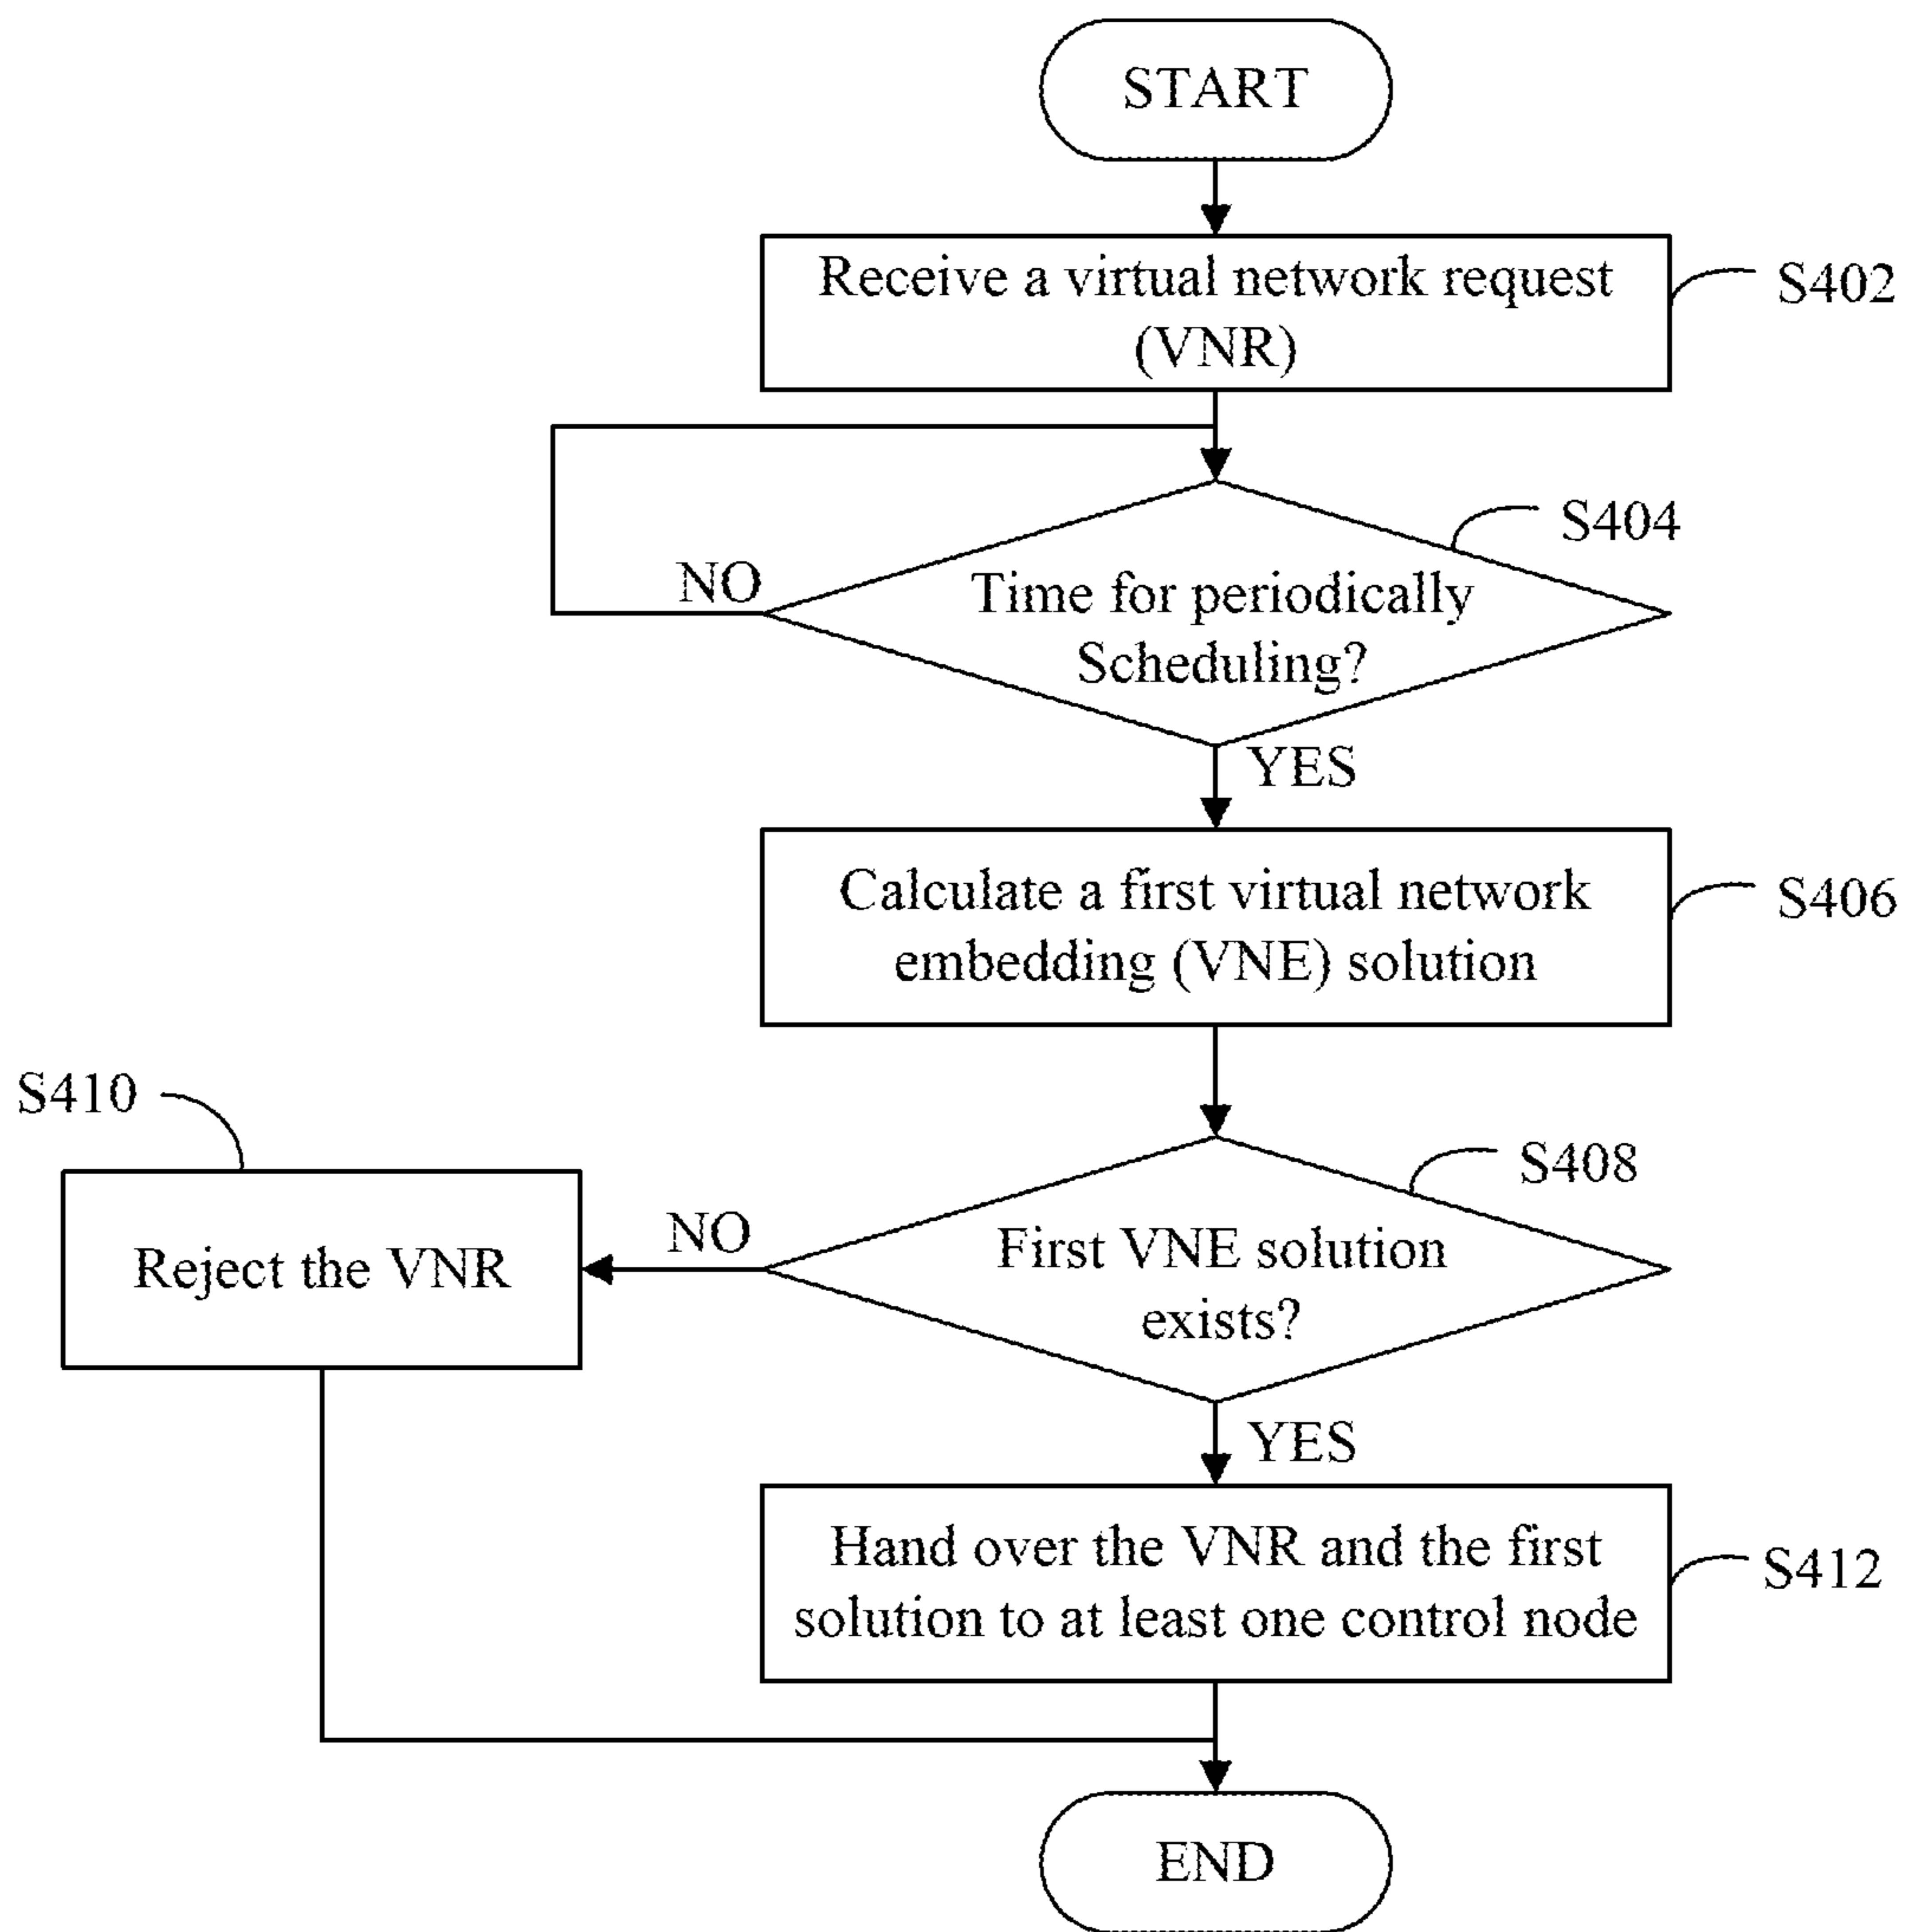 START
Receive a virtual network request
(VNR)
S402
S404
NO
Time for periodically
Scheduling?
YES
Calculate a first virtual network
embedding (VNE) solution
S406
S410
S408
Reject the VNR
NO
First VNE solution
exists?
YES
Hand over the VNR and the first
solution to at least one control node
S412
END